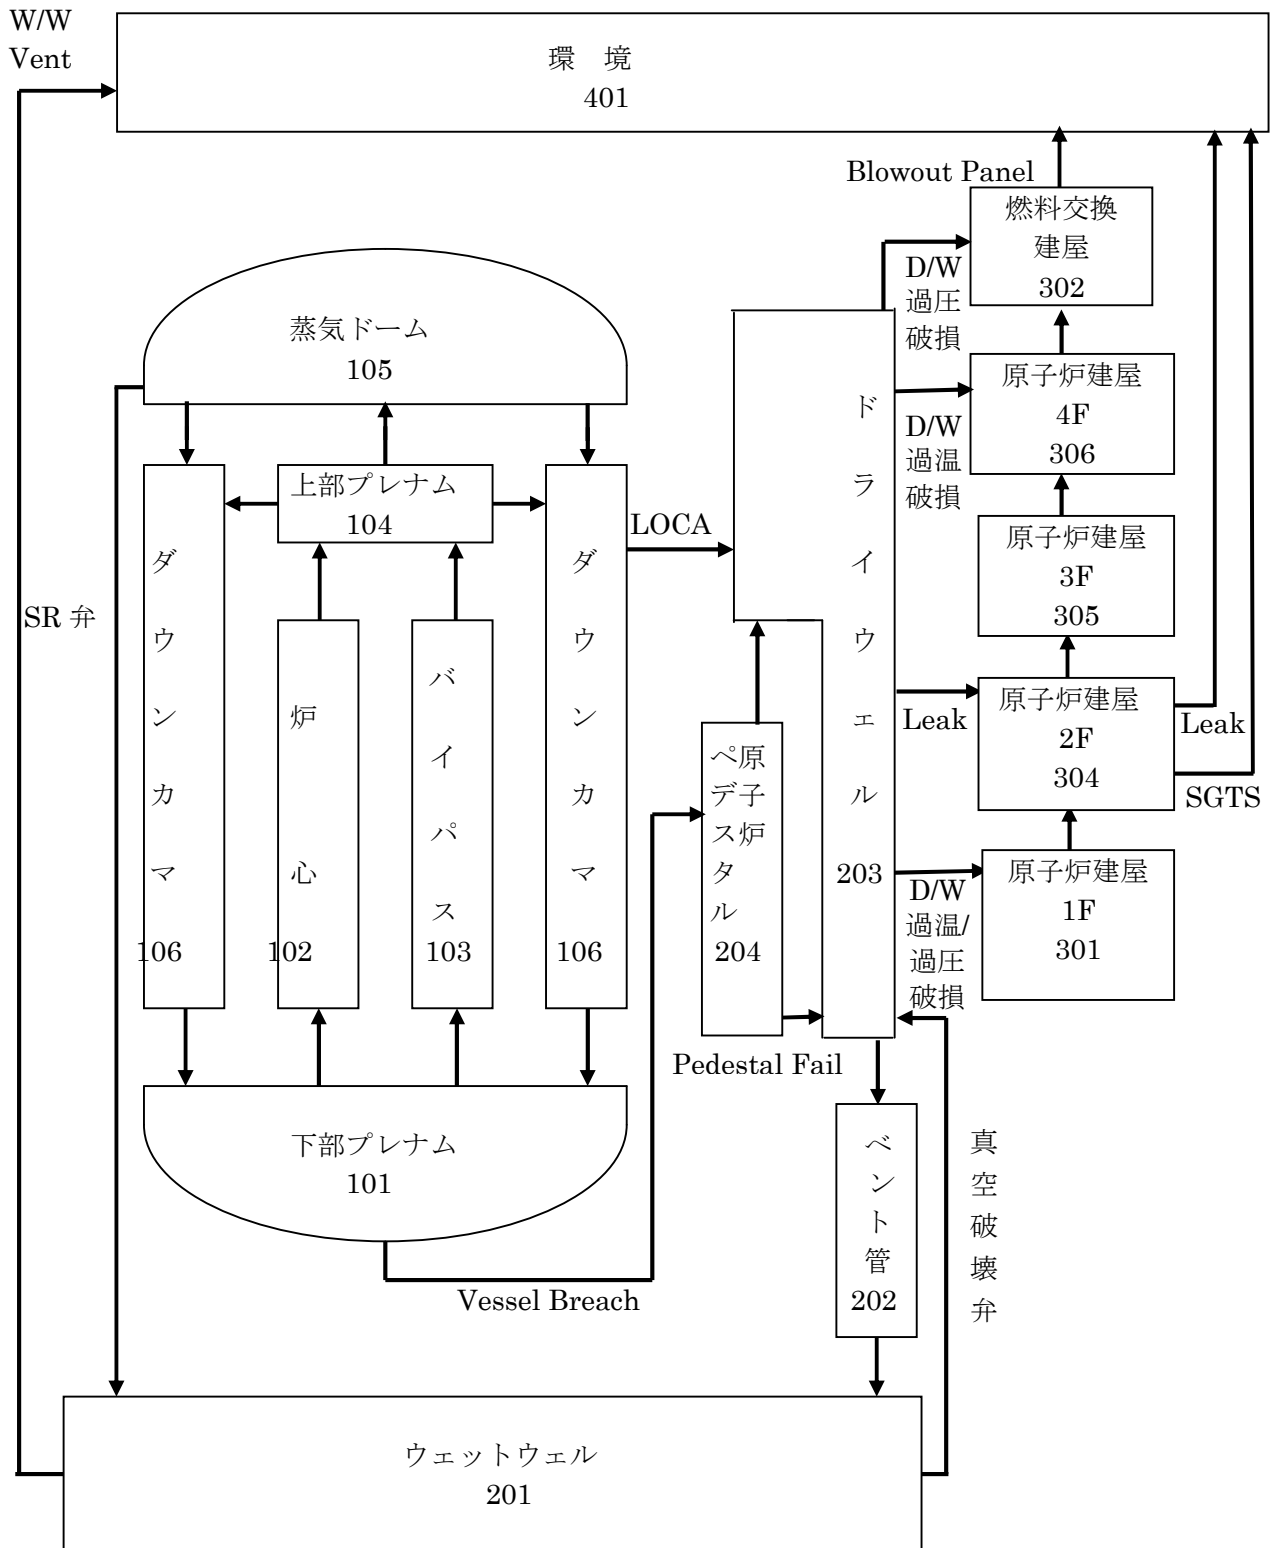 W/W
Vent
環 境
401
Blowout Panel
燃料交換
建屋
302
D/W
過圧
破損
蒸気ドーム
105
原子炉建屋
4F
306
D/W
過温
破損
上部プレナム
104
LOCA
原子炉建屋
3F
305
SR 弁
ダウンカマ
106
炉心
102
バイパス
103
ダウンカマ
106
ドライウェル
203
Leak
原子炉建屋
2F
304
Leak
SGTS
原子炉
ペデスタル
204
D/W
過温/
過圧
破損
原子炉建屋
1F
301
Pedestal Fail
下部プレナム
101
Vessel Breach
ベント管
202
真空破壊弁
ウェットウェル
201